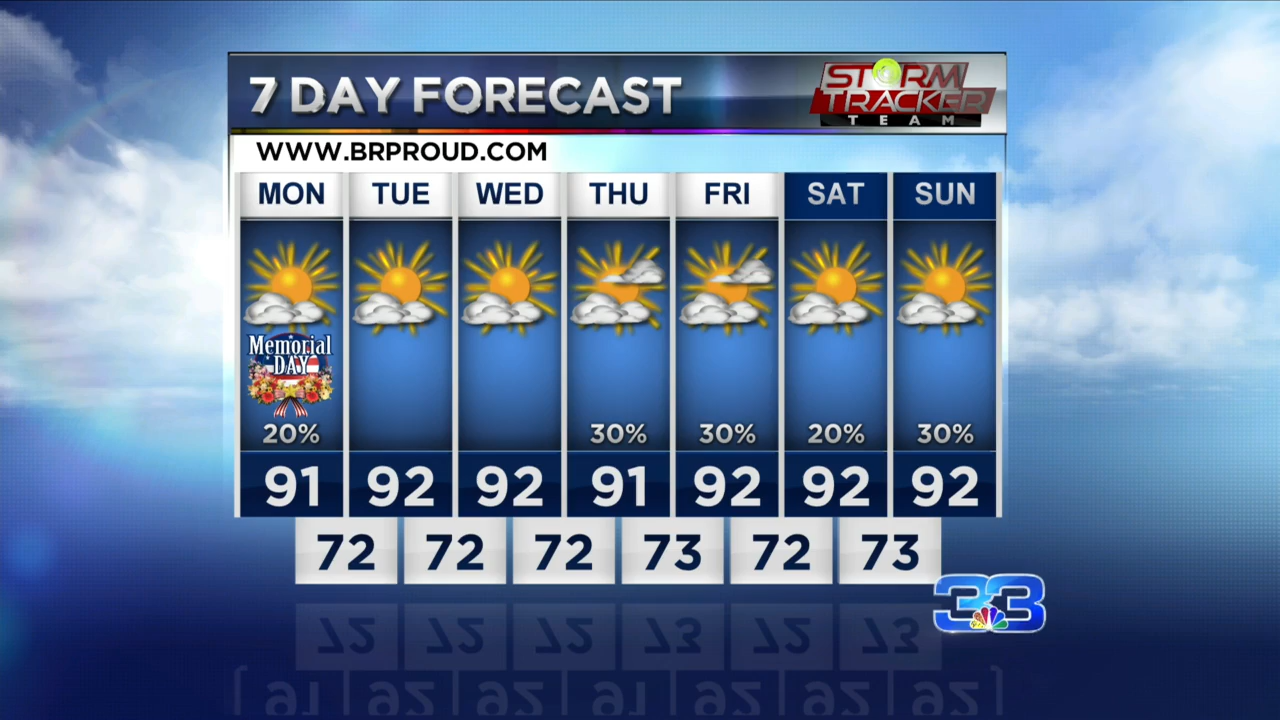 7 DAY FORECAST
STORM
TRACKER
TEAM
WWW.BRPROUD.COM
MON TUE WED THU FRI SAT SUN
Memorial
DAY
20% 30% 30% 20% 30%
91 92 92 91 92 92 92
72 72 72 73 72 73
33